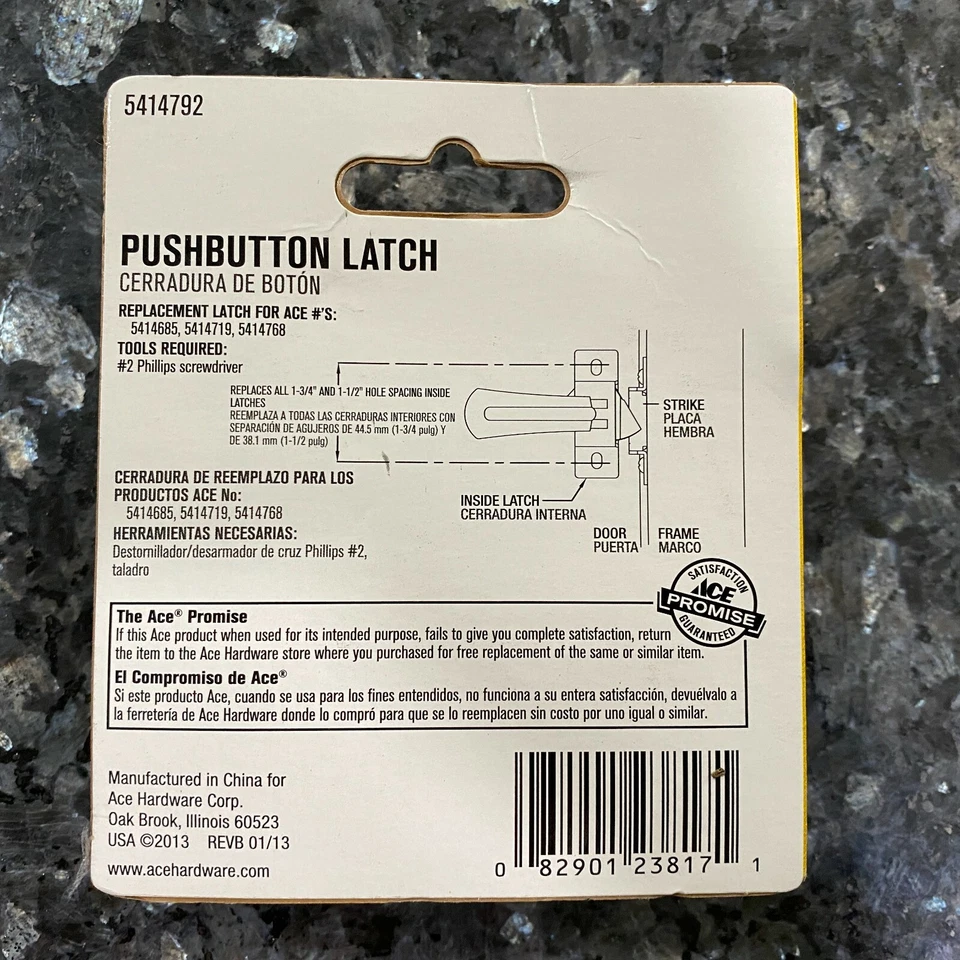 5414792
PUSHBUTTON LATCH
CERRADURA DE BOTÓN
REPLACEMENT LATCH FOR ACE #'S:
5414685, 5414719, 5414768
TOOLS REQUIRED:
#2 Phillips screwdriver
REPLACES ALL 1-3/4" AND 1-1/2" HOLE SPACING INSIDE
LATCHES
REEMPLAZA A TODAS LAS CERRADURAS INTERIORES CON
SEPARACIÓN DE AGUJEROS DE 44.5 mm (1-3/4 pulg) Y
DE 38.1 mm (1-1/2 pulg)
STRIKE
PLACA
HEMBRA
INSIDE LATCH
CERRADURA INTERNA
DOOR
PUERTA
FRAME
MARCO
CERRADURA DE REEMPLAZO PARA LOS
PRODUCTOS ACE No:
5414685, 5414719, 5414768
HERRAMIENTAS NECESARIAS:
Destornillador/desarmador de cruz Phillips #2,
taladro
SATISFACTION
ACE
PROMISE
GUARANTEED
The Ace® Promise
If this Ace product when used for its intended purpose, fails to give you complete satisfaction, return
the item to the Ace Hardware store where you purchased for free replacement of the same or similar item.
El Compromiso de Ace®
Si este producto Ace, cuando se usa para los fines entendidos, no funciona a su entera satisfacción, devuélvalo a
la ferretería de Ace Hardware donde lo compró para que se lo reemplacen sin costo por uno igual o similar.
Manufactured in China for
Ace Hardware Corp.
Oak Brook, Illinois 60523
USA ©2013 REVB 01/13
www.acehardware.com
0 82901 23817 1